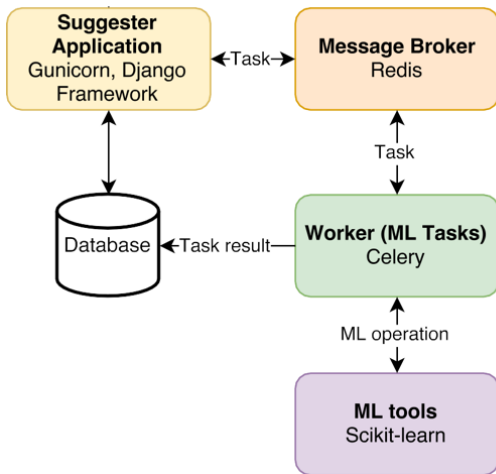 Suggester
Application
Gunicorn, Django
Framework
Task
Message Broker
Redis
Task
Database
Task result
Worker (ML Tasks)
Celery
ML operation
ML tools
Scikit-learn